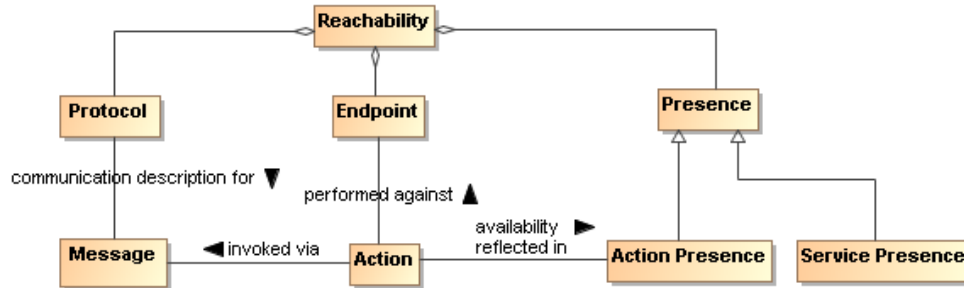 Reachability
Protocol
Endpoint
Presence
communication description for
performed against
availability
reflected in
invoked via
Message
Action
Action Presence
Service Presence